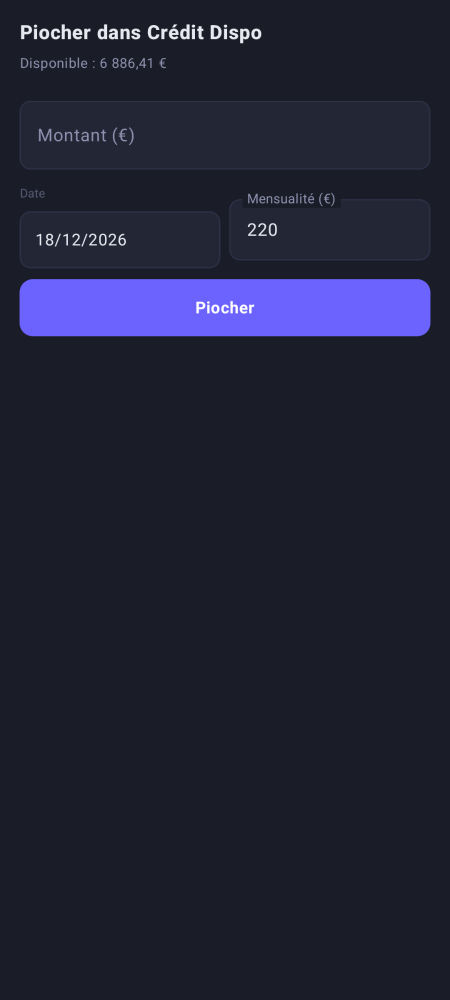 Piocher dans Crédit Dispo
Disponible : 6 886,41 €
Montant (€)
Date
Mensualité (€)
18/12/2026
220
Piocher